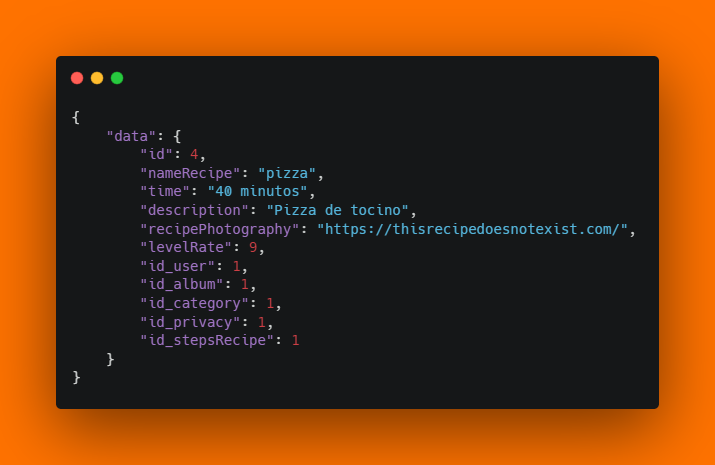 {
    "data": {
        "id": 4,
        "nameRecipe": "pizza",
        "time": "40 minutos",
        "description": "Pizza de tocino",
        "recipePhotography": "https://thisrecipedoesnotexist.com/",
        "levelRate": 9,
        "id_user": 1,
        "id_album": 1,
        "id_category": 1,
        "id_privacy": 1,
        "id_stepsRecipe": 1
    }
}